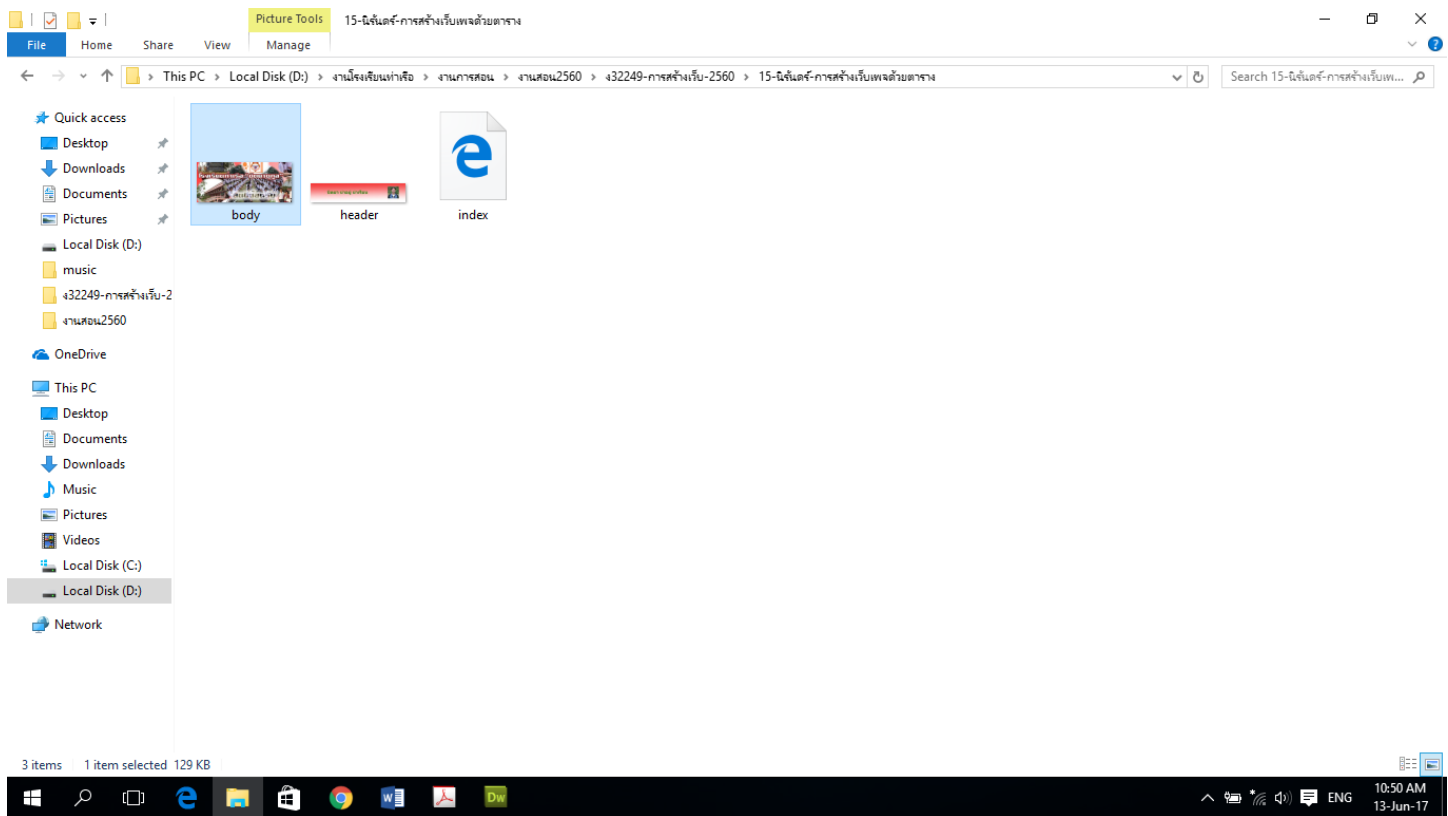 Picture Tools
15-นิรันดร์-การสร้างเว็บเพจด้วยตาราง
File Home Share View Manage
This PC > Local Disk (D:) > งานโรงเรียนท่าเรือ > งานการสอน > งานสอน2560 > ง32249-การสร้างเว็บ-2560 > 15-นิรันดร์-การสร้างเว็บเพจด้วยตาราง
Search 15-นิรันดร์-การสร้างเว็บเพ...
Quick access
Desktop
Downloads
Documents
Pictures
Local Disk (D:)
music
ง32249-การสร้างเว็บ-2
งานสอน2560
OneDrive
This PC
Desktop
Documents
Downloads
Music
Pictures
Videos
Local Disk (C:)
Local Disk (D:)
Network
body
header
index
3 items 1 item selected 129 KB
W
Dw
ENG
10:50 AM
13-Jun-17